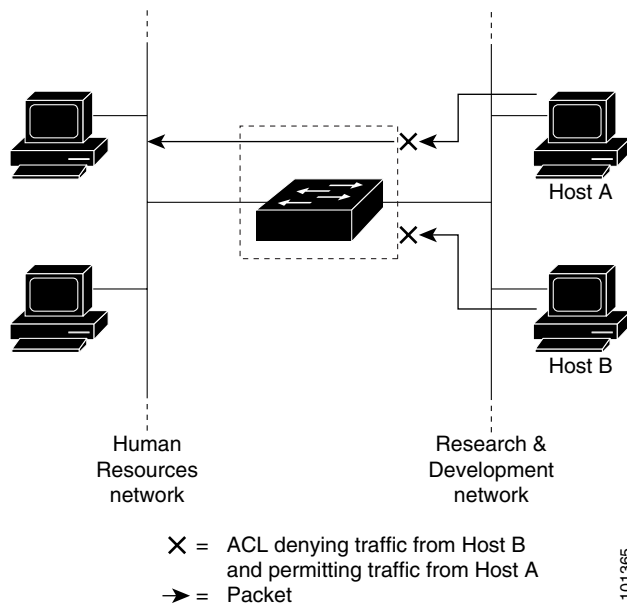 Host A
Host B
Human
Resources
network
Research &
Development
network
X = ACL denying traffic from Host B
and permitting traffic from Host A
→ = Packet
101365